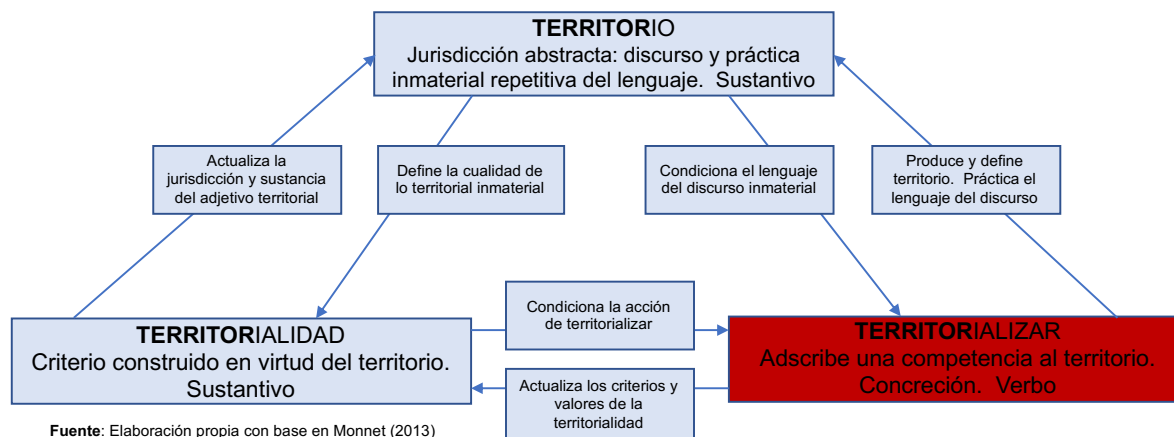 TERRITORIO
Jurisdicción abstracta: discurso y práctica
inmaterial repetitiva del lenguaje.  Sustantivo
Actualiza la
jurisdicción y sustancia
del adjetivo territorial
Define la cualidad de
lo territorial inmaterial
Condiciona el lenguaje
del discurso inmaterial
Produce y define
territorio.  Práctica el
lenguaje del discurso
Condiciona la acción
de territorializar
TERRITORIALIDAD
Criterio construido en virtud del territorio.
Sustantivo
TERRITORIALIZAR
Adscribe una competencia al territorio.
Concreción.  Verbo
Actualiza los criterios y
valores de la
territorialidad
Fuente: Elaboración propia con base en Monnet (2013)